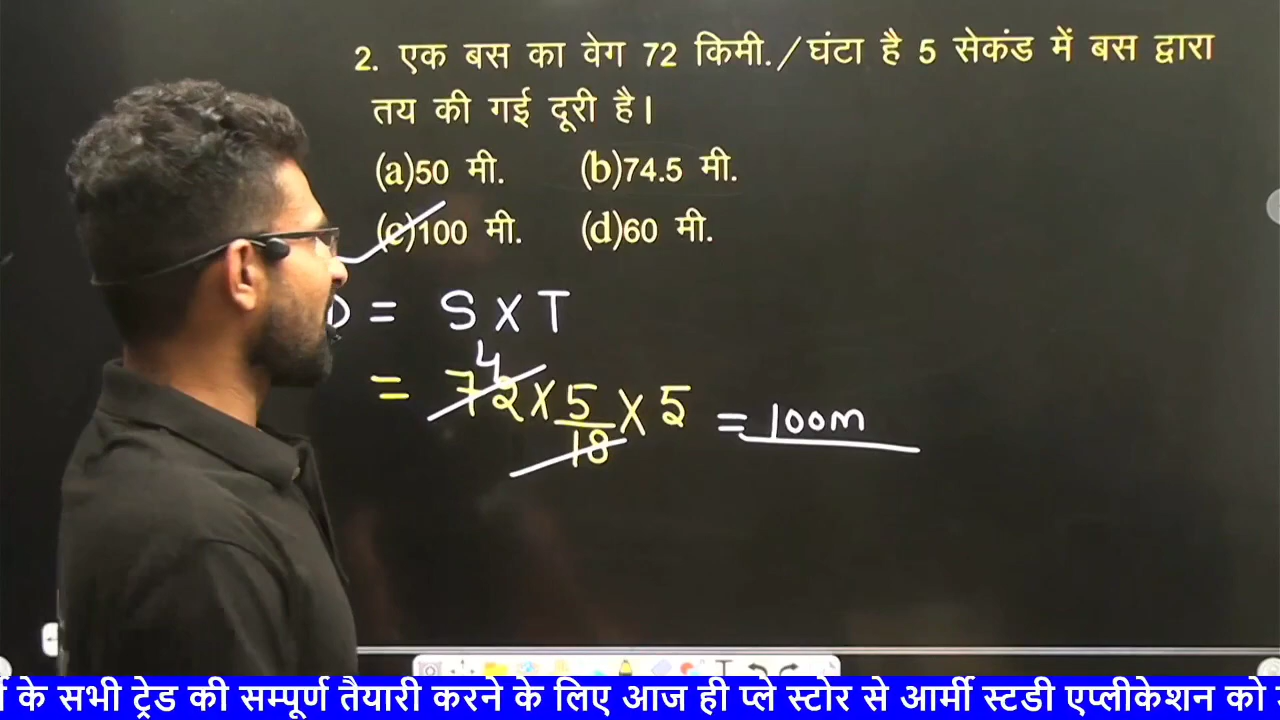 2. एक बस का वेग 72 किमी./घंटा है 5 सेकंड में बस द्वारा
तय की गई दूरी है।
(a)50 मी. (b)74.5 मी.
(c)100 मी. (d)60 मी.
D = S X T
4
= 72 X 5/18 X 5 = 100m
के सभी ट्रेड की सम्पूर्ण तैयारी करने के लिए आज ही प्ले स्टोर से आर्मी स्टडी एप्लीकेशन को